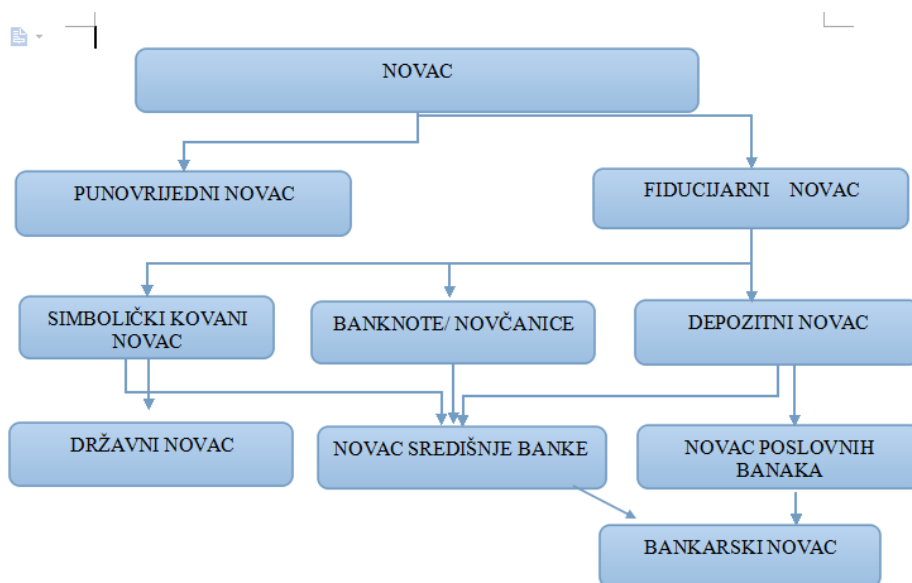 NOVAC
PUNOVRIJEDNI NOVAC
FIDUCIJARNI NOVAC
SIMBOLIČKI KOVANI
NOVAC
BANKNOTE/ NOVČANICE
DEPOZITNI NOVAC
DRŽAVNI NOVAC
NOVAC SREDIŠNJE BANKE
NOVAC POSLOVNIH
BANAKA
BANKARSKI NOVAC